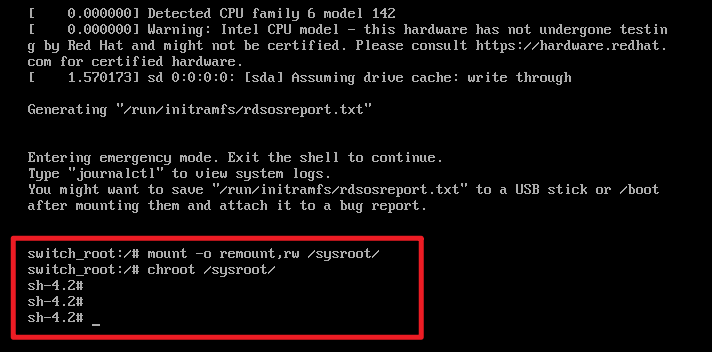 [    0.000000] Detected CPU family 6 model 142
[    0.000000] Warning: Intel CPU model - this hardware has not undergone testin
g by Red Hat and might not be certified. Please consult https://hardware.redhat.
com for certified hardware.
[    1.570173] sd 0:0:0:0: [sda] Assuming drive cache: write through
Generating "/run/initramfs/rdsosreport.txt"
Entering emergency mode. Exit the shell to continue.
Type "journalctl" to view system logs.
You might want to save "/run/initramfs/rdsosreport.txt" to a USB stick or /boot
after mounting them and attach it to a bug report.
switch_root:/# mount -o remount,rw /sysroot/
switch_root:/# chroot /sysroot/
sh-4.2#
sh-4.2#
sh-4.2# _